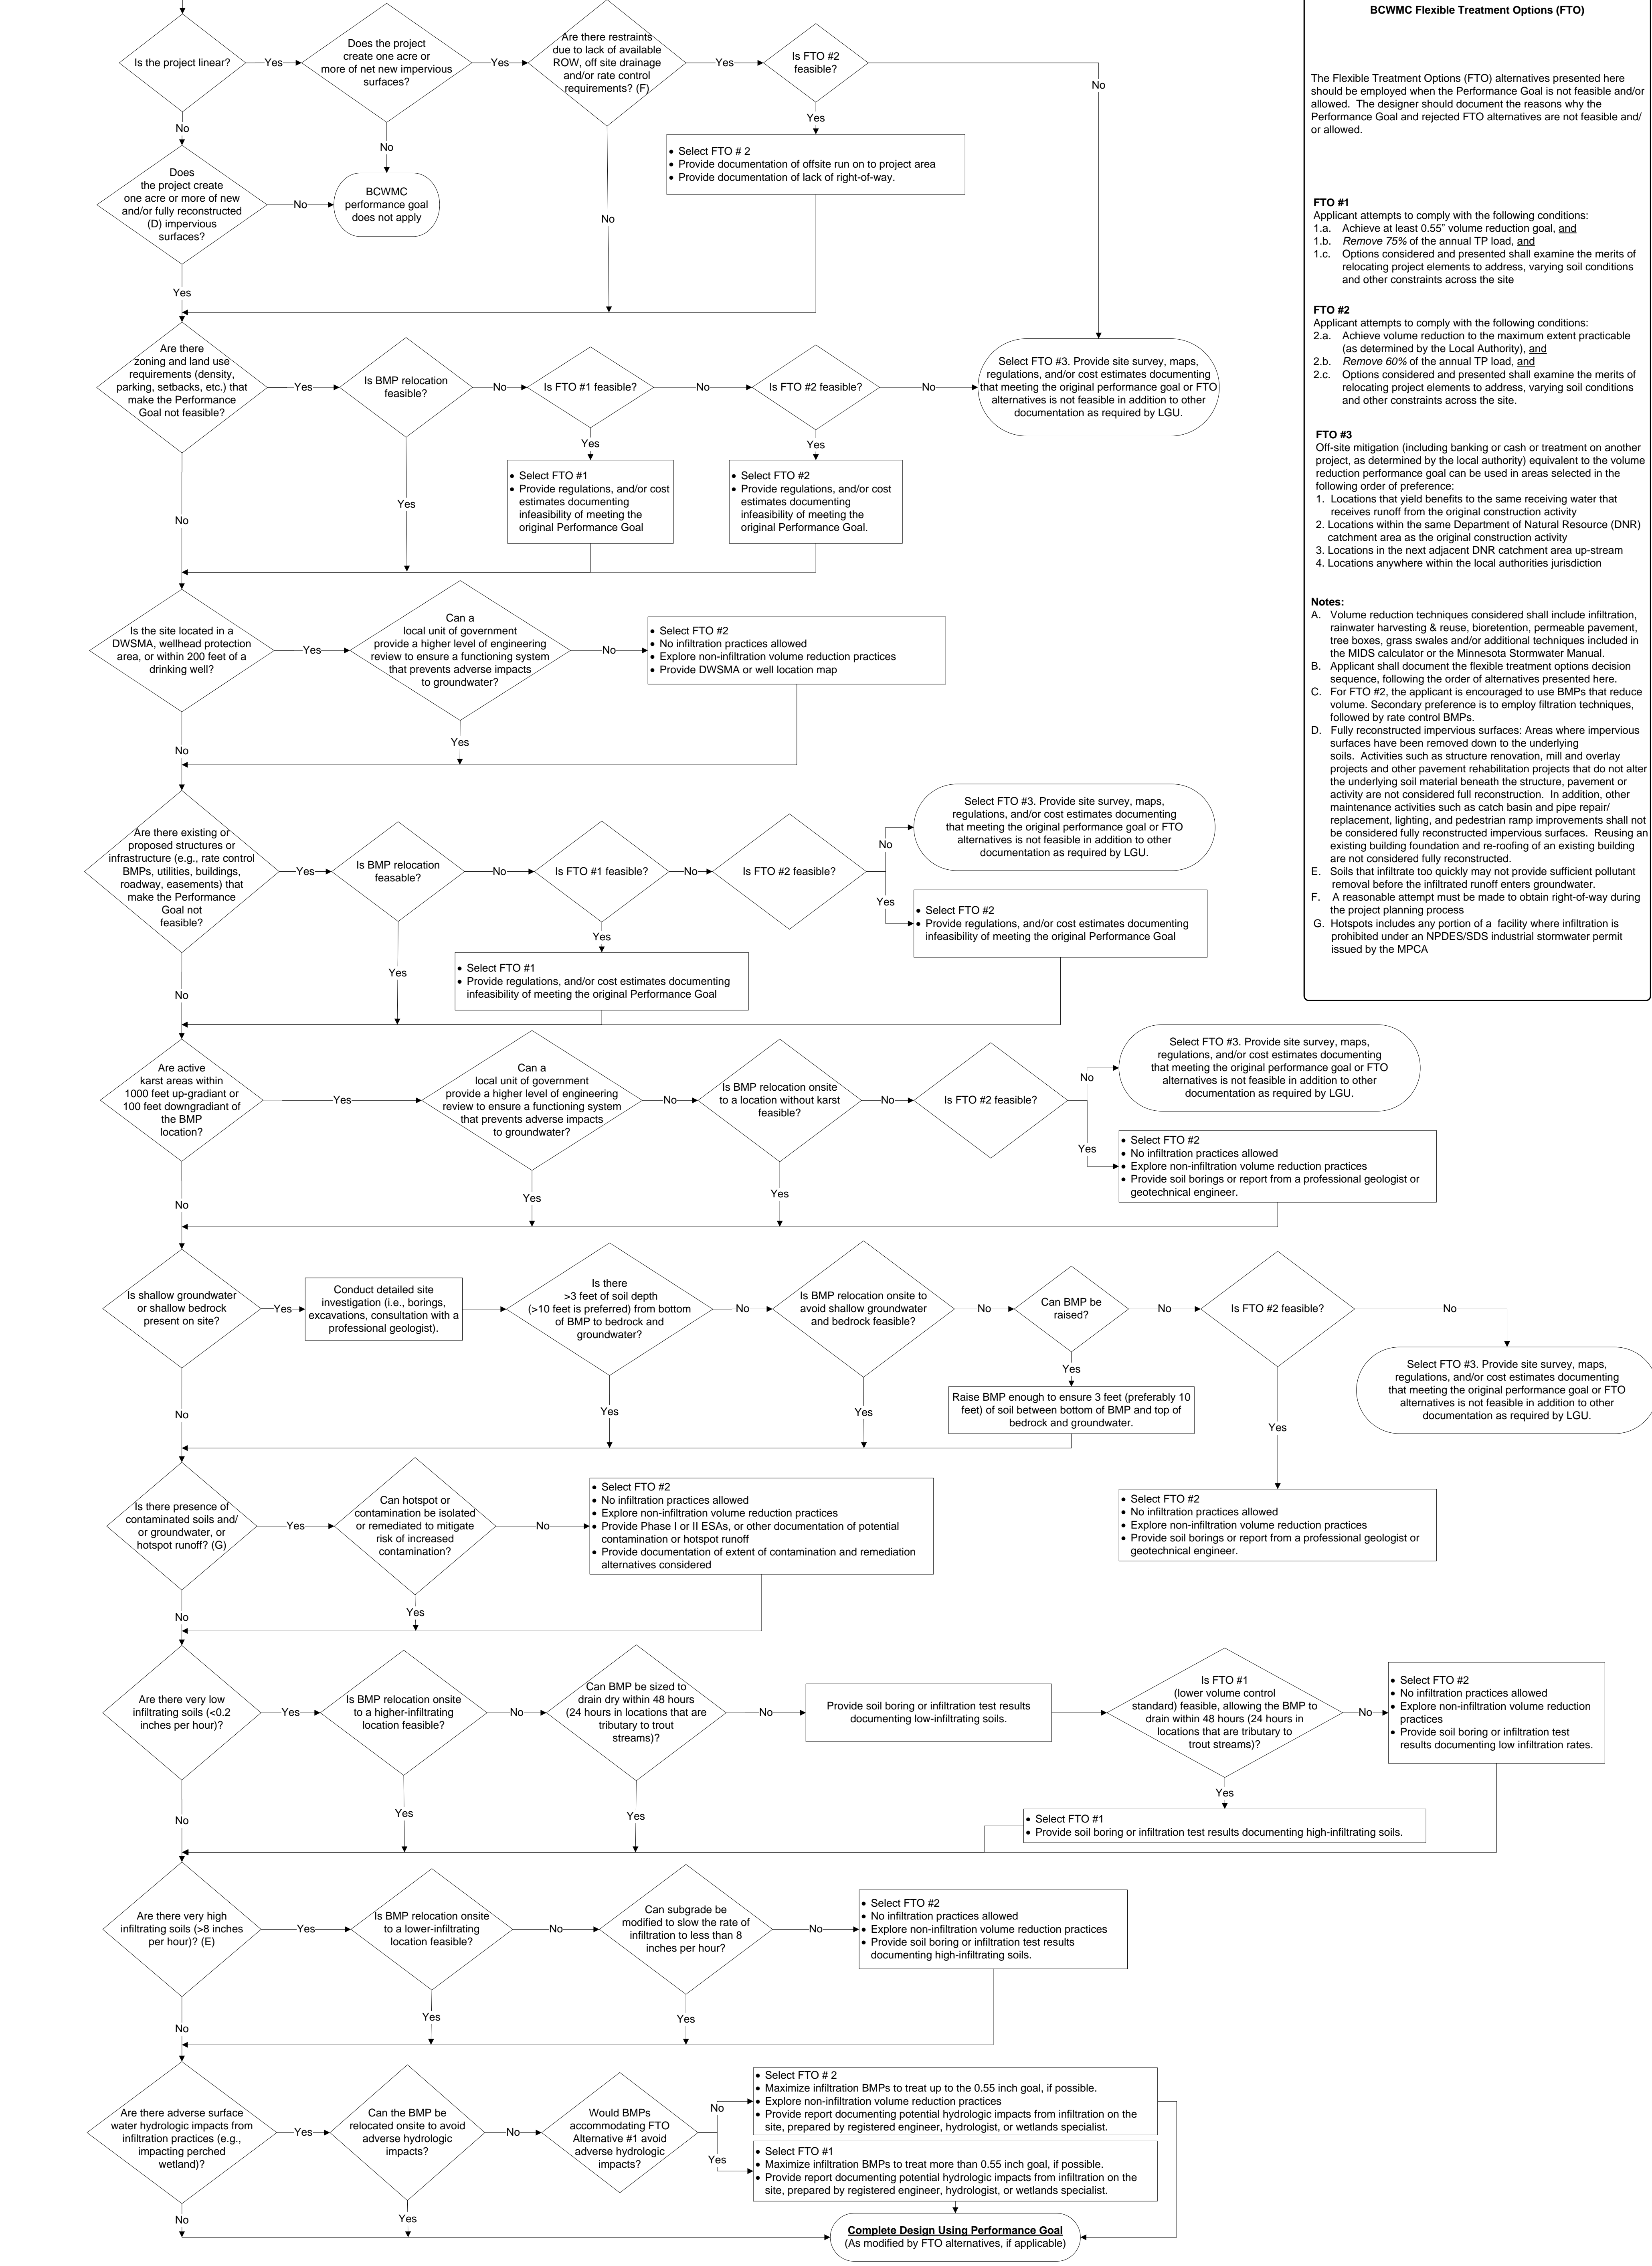 Is the project linear?
Yes
Does the project
create one acre or
more of net new impervious
surfaces?
Yes
Are there restraints
due to lack of available
ROW, off site drainage
and/or rate control
requirements? (F)
Yes
Is FTO #2
feasible?
No
No
No
Yes
• Select FTO # 2
• Provide documentation of offsite run on to project area
• Provide documentation of lack of right-of-way.
Does
the project create
one acre or more of new
and/or fully reconstructed
(D) impervious
surfaces?
No
BCWMC
performance goal
does not apply
No
Yes
Are there
zoning and land use
requirements (density,
parking, setbacks, etc.) that
make the Performance
Goal not feasible?
Yes
Is BMP relocation
feasible?
No
Is FTO #1 feasible?
No
Is FTO #2 feasible?
No
Select FTO #3. Provide site survey, maps,
regulations, and/or cost estimates documenting
that meeting the original performance goal or FTO
alternatives is not feasible in addition to other
documentation as required by LGU.
Yes
Yes
• Select FTO #1
• Provide regulations, and/or cost
estimates documenting
infeasibility of meeting the
original Performance Goal
• Select FTO #2
• Provide regulations, and/or cost
estimates documenting
infeasibility of meeting the
original Performance Goal.
Yes
No
Is the site located in a
DWSMA, wellhead protection
area, or within 200 feet of a
drinking well?
Yes
Can a
local unit of government
provide a higher level of engineering
review to ensure a functioning system
that prevents adverse impacts
to groundwater?
No
• Select FTO #2
• No infiltration practices allowed
• Explore non-infiltration volume reduction practices
• Provide DWSMA or well location map
Yes
No
Are there existing or
proposed structures or
infrastructure (e.g., rate control
BMPs, utilities, buildings,
roadway, easements) that
make the Performance
Goal not
feasible?
Yes
Is BMP relocation
feasable?
No
Is FTO #1 feasible?
No
Is FTO #2 feasible?
No
Select FTO #3. Provide site survey, maps,
regulations, and/or cost estimates documenting
that meeting the original performance goal or FTO
alternatives is not feasible in addition to other
documentation as required by LGU.
Yes
• Select FTO #2
• Provide regulations, and/or cost estimates documenting
infeasibility of meeting the original Performance Goal
Yes
• Select FTO #1
• Provide regulations, and/or cost estimates documenting
infeasibility of meeting the original Performance Goal
Yes
No
Are active
karst areas within
1000 feet up-gradiant or
100 feet downgradiant of
the BMP
location?
Yes
Can a
local unit of government
provide a higher level of engineering
review to ensure a functioning system
that prevents adverse impacts
to groundwater?
No
Is BMP relocation onsite
to a location without karst
feasible?
No
Is FTO #2 feasible?
No
Select FTO #3. Provide site survey, maps,
regulations, and/or cost estimates documenting
that meeting the original performance goal or FTO
alternatives is not feasible in addition to other
documentation as required by LGU.
Yes
• Select FTO #2
• No infiltration practices allowed
• Explore non-infiltration volume reduction practices
• Provide soil borings or report from a professional geologist or
geotechnical engineer.
Yes
Yes
No
Is shallow groundwater
or shallow bedrock
present on site?
Yes
Conduct detailed site
investigation (i.e., borings,
excavations, consultation with a
professional geologist).
Is there
>3 feet of soil depth
(>10 feet is preferred) from bottom
of BMP to bedrock and
groundwater?
No
Is BMP relocation onsite to
avoid shallow groundwater
and bedrock feasible?
No
Can BMP be
raised?
No
Is FTO #2 feasible?
No
Select FTO #3. Provide site survey, maps,
regulations, and/or cost estimates documenting
that meeting the original performance goal or FTO
alternatives is not feasible in addition to other
documentation as required by LGU.
Yes
Raise BMP enough to ensure 3 feet (preferably 10
feet) of soil between bottom of BMP and top of
bedrock and groundwater.
Yes
Yes
No
Yes
• Select FTO #2
• No infiltration practices allowed
• Explore non-infiltration volume reduction practices
• Provide soil borings or report from a professional geologist or
geotechnical engineer.
Is there presence of
contaminated soils and/
or groundwater, or
hotspot runoff? (G)
Yes
Can hotspot or
contamination be isolated
or remediated to mitigate
risk of increased
contamination?
No
• Select FTO #2
• No infiltration practices allowed
• Explore non-infiltration volume reduction practices
• Provide Phase I or II ESAs, or other documentation of potential
contamination or hotspot runoff
• Provide documentation of extent of contamination and remediation
alternatives considered
Yes
No
Are there very low
infiltrating soils (<0.2
inches per hour)?
Yes
Is BMP relocation onsite
to a higher-infiltrating
location feasible?
No
Can BMP be sized to
drain dry within 48 hours
(24 hours in locations that are
tributary to trout
streams)?
No
Provide soil boring or infiltration test results
documenting low-infiltrating soils.
Is FTO #1
(lower volume control
standard) feasible, allowing the BMP to
drain within 48 hours (24 hours in
locations that are tributary to
trout streams)?
No
• Select FTO #2
• No infiltration practices allowed
• Explore non-infiltration volume reduction
practices
• Provide soil boring or infiltration test
results documenting low infiltration rates.
Yes
• Select FTO #1
• Provide soil boring or infiltration test results documenting high-infiltrating soils.
Yes
Yes
No
Are there very high
infiltrating soils (>8 inches
per hour)? (E)
Yes
Is BMP relocation onsite
to a lower-infiltrating
location feasible?
No
Can subgrade be
modified to slow the rate of
infiltration to less than 8
inches per hour?
No
• Select FTO #2
• No infiltration practices allowed
• Explore non-infiltration volume reduction practices
• Provide soil boring or infiltration test results
documenting high-infiltrating soils.
Yes
Yes
No
Are there adverse surface
water hydrologic impacts from
infiltration practices (e.g.,
impacting perched
wetland)?
Yes
Can the BMP be
relocated onsite to avoid
adverse hydrologic
impacts?
No
Would BMPs
accommodating FTO
Alternative #1 avoid
adverse hydrologic
impacts?
No
• Select FTO # 2
• Maximize infiltration BMPs to treat up to the 0.55 inch goal, if possible.
• Explore non-infiltration volume reduction practices
• Provide report documenting potential hydrologic impacts from infiltration on the
site, prepared by registered engineer, hydrologist, or wetlands specialist.
Yes
• Select FTO #1
• Maximize infiltration BMPs to treat more than 0.55 inch goal, if possible.
• Provide report documenting potential hydrologic impacts from infiltration on the
site, prepared by registered engineer, hydrologist, or wetlands specialist.
Yes
No
Complete Design Using Performance Goal
(As modified by FTO alternatives, if applicable)
BCWMC Flexible Treatment Options (FTO)
The Flexible Treatment Options (FTO) alternatives presented here
should be employed when the Performance Goal is not feasible and/or
allowed. The designer should document the reasons why the
Performance Goal and rejected FTO alternatives are not feasible and/
or allowed.
FTO #1
Applicant attempts to comply with the following conditions:
1.a. Achieve at least 0.55” volume reduction goal, and
1.b. Remove 75% of the annual TP load, and
1.c. Options considered and presented shall examine the merits of
relocating project elements to address, varying soil conditions
and other constraints across the site
FTO #2
Applicant attempts to comply with the following conditions:
2.a. Achieve volume reduction to the maximum extent practicable
(as determined by the Local Authority), and
2.b. Remove 60% of the annual TP load, and
2.c. Options considered and presented shall examine the merits of
relocating project elements to address, varying soil conditions
and other constraints across the site.
FTO #3
Off-site mitigation (including banking or cash or treatment on another
project, as determined by the local authority) equivalent to the volume
reduction performance goal can be used in areas selected in the
following order of preference:
1. Locations that yield benefits to the same receiving water that
receives runoff from the original construction activity
2. Locations within the same Department of Natural Resource (DNR)
catchment area as the original construction activity
3. Locations in the next adjacent DNR catchment area up-stream
4. Locations anywhere within the local authorities jurisdiction
Notes:
A. Volume reduction techniques considered shall include infiltration,
rainwater harvesting & reuse, bioretention, permeable pavement,
tree boxes, grass swales and/or additional techniques included in
the MIDS calculator or the Minnesota Stormwater Manual.
B. Applicant shall document the flexible treatment options decision
sequence, following the order of alternatives presented here.
C. For FTO #2, the applicant is encouraged to use BMPs that reduce
volume. Secondary preference is to employ filtration techniques,
followed by rate control BMPs.
D. Fully reconstructed impervious surfaces: Areas where impervious
surfaces have been removed down to the underlying
soils. Activities such as structure renovation, mill and overlay
projects and other pavement rehabilitation projects that do not alter
the underlying soil material beneath the structure, pavement or
activity are not considered full reconstruction. In addition, other
maintenance activities such as catch basin and pipe repair/
replacement, lighting, and pedestrian ramp improvements shall not
be considered fully reconstructed impervious surfaces. Reusing an
existing building foundation and re-roofing of an existing building
are not considered fully reconstructed.
E. Soils that infiltrate too quickly may not provide sufficient pollutant
removal before the infiltrated runoff enters groundwater.
F. A reasonable attempt must be made to obtain right-of-way during
the project planning process
G. Hotspots includes any portion of a facility where infiltration is
prohibited under an NPDES/SDS industrial stormwater permit
issued by the MPCA